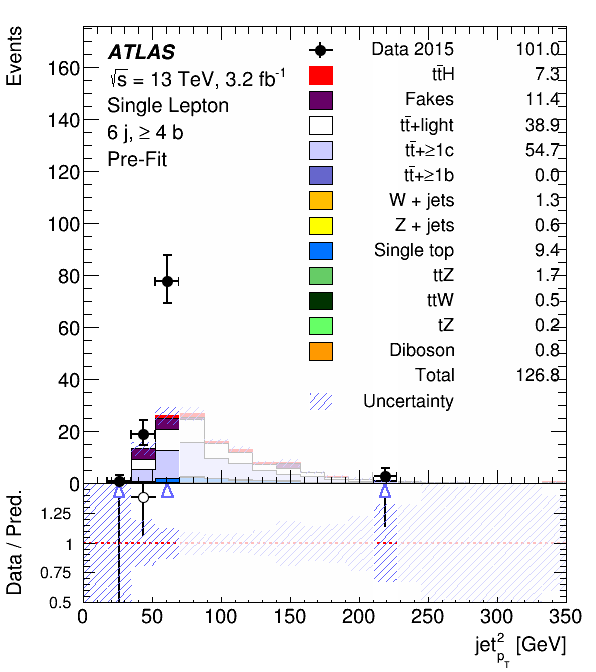 Events
ATLAS
√s = 13 TeV, 3.2 fb⁻¹
Single Lepton
6 j, ≥ 4 b
Pre-Fit
Data 2015 101.0
tt̄H 7.3
Fakes 11.4
tt̄+light 38.9
tt̄+≥1c 54.7
tt̄+≥1b 0.0
W + jets 1.3
Z + jets 0.6
Single top 9.4
ttZ 1.7
ttW 0.5
tZ 0.2
Diboson 0.8
Total 126.8
Uncertainty
160
140
120
100
80
60
40
20
0
Data / Pred.
1.25
1
0.75
0.5
0 50 100 150 200 250 300 350
jet²_pT [GeV]